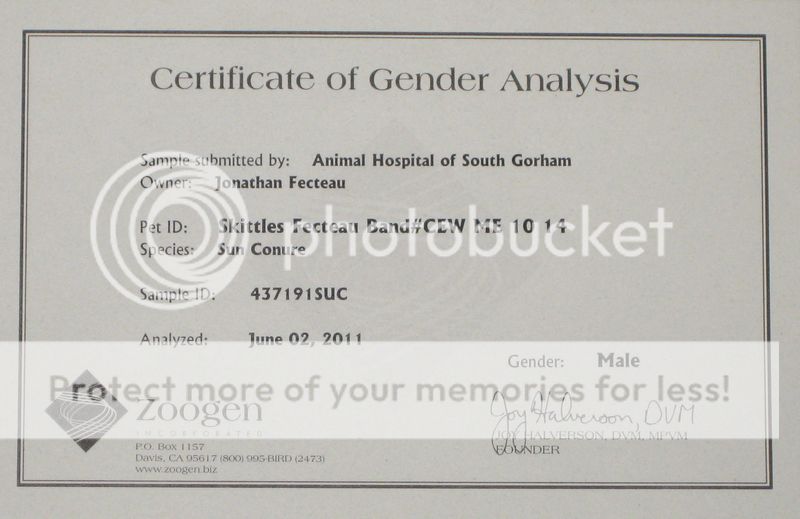 Certificate of Gender Analysis
Sample submitted by: Animal Hospital of South Gorham
Owner: Jonathan Fecteau
Pet ID: Skittles Fecteau Band#CEW ME 10 14
Species: Sun Conure
photobucket
Sample ID: 437191SUC
Analyzed: June 02, 2011
Gender: Male
Protect more of your memories for less!
Zoogen
INCORPORATED
Joy Halverson, DVM
JOY HALVERSON, DVM, MPVM
FOUNDER
P.O. Box 1157
Davis, CA 95617 (800) 995-BIRD (2473)
www.zoogen.biz